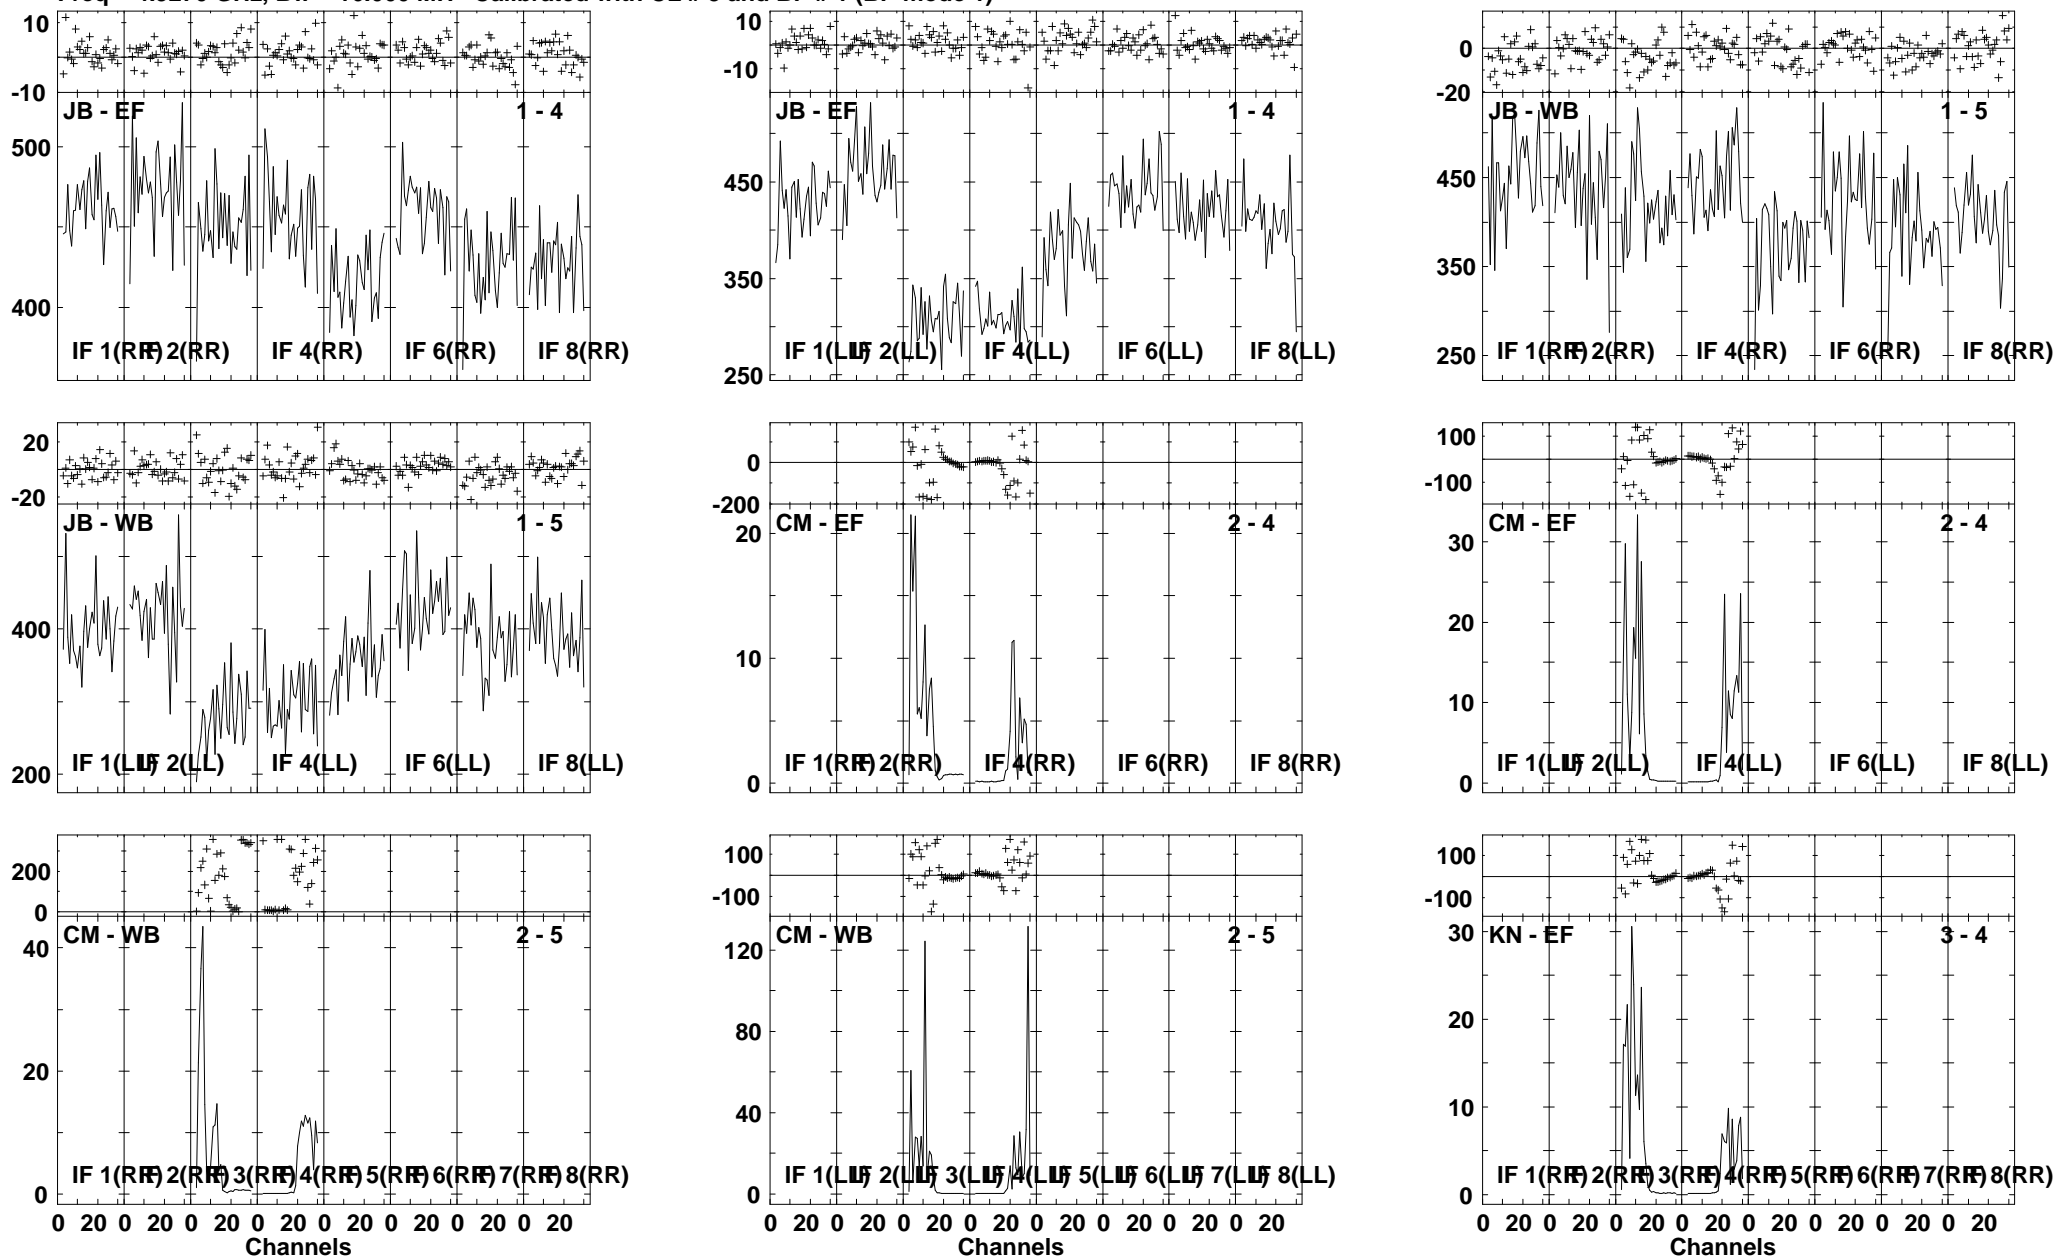 10
-10
JB - EF 1 - 4
500
400
IF 1(RR) IF 2(RR) IF 4(RR) IF 6(RR) IF 8(RR)
10
-10
JB - EF 1 - 4
450
350
250
IF 1(LL) IF 2(LL) IF 4(LL) IF 6(LL) IF 8(LL)
0
-20
JB - WB 1 - 5
450
350
250
IF 1(RR) IF 2(RR) IF 4(RR) IF 6(RR) IF 8(RR)
20
-20
JB - WB 1 - 5
400
200
IF 1(LL) IF 2(LL) IF 4(LL) IF 6(LL) IF 8(LL)
0
-200
CM - EF 2 - 4
20
10
0
IF 1(RR) IF 2(RR) IF 4(RR) IF 6(RR) IF 8(RR)
100
-100
CM - EF 2 - 4
30
20
10
0
IF 1(LL) IF 2(LL) IF 4(LL) IF 6(LL) IF 8(LL)
200
0
CM - WB 2 - 5
40
20
0
IF 1(RR) IF 2(RR) IF 3(RR) IF 4(RR) IF 5(RR) IF 6(RR) IF 7(RR) IF 8(RR)
0 20 0 20 0 20 0 20 0 20 0 20 0 20 0 20
Channels
100
-100
CM - WB 2 - 5
120
80
40
0
IF 1(LL) IF 2(LL) IF 3(LL) IF 4(LL) IF 5(LL) IF 6(LL) IF 7(LL) IF 8(LL)
0 20 0 20 0 20 0 20 0 20 0 20 0 20 0 20
Channels
100
-100
KN - EF 3 - 4
30
20
10
0
IF 1(RR) IF 2(RR) IF 3(RR) IF 4(RR) IF 5(RR) IF 6(RR) IF 7(RR) IF 8(RR)
0 20 0 20 0 20 0 20 0 20 0 20 0 20 0 20
Channels